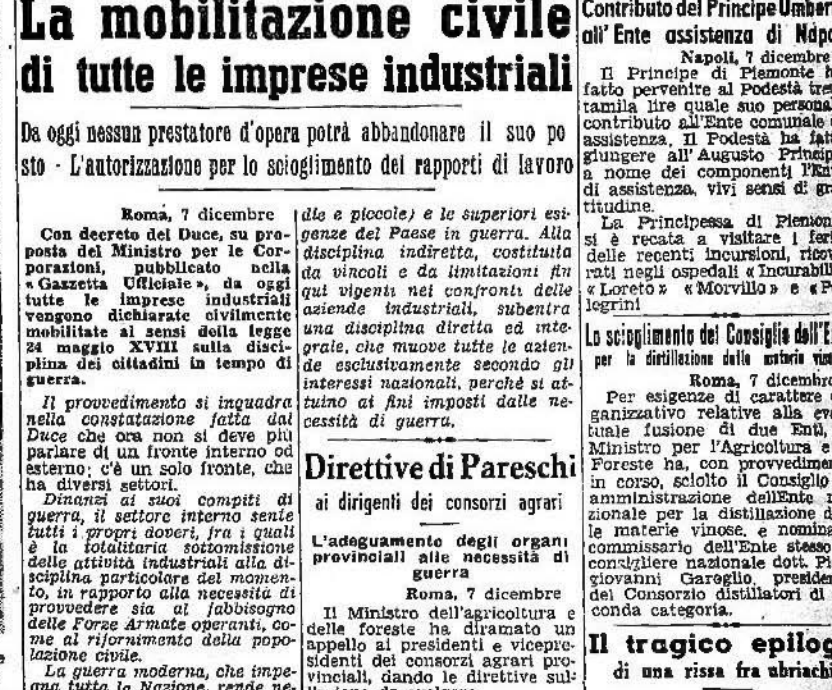 La mobilitazione civile
di tutte le imprese industriali
Da oggi nessun prestatore d'opera potrà abbandonare il suo po
sto - L'autorizzazione per lo scioglimento dei rapporti di lavoro
Roma, 7 dicembre
Con decreto del Duce, su pro-
posta del Ministro per le Cor-
porazioni, pubblicato nella
« Gazzetta Ufficiale », da oggi
tutte le imprese industriali
vengono dichiarate civilmente
mobilitate ai sensi della legge
24 maggio XVIII sulla disci-
plina dei cittadini in tempo di
guerra.
Il provvedimento si inquadra
nella constatazione fatta dal
Duce che ora non si deve più
parlare di un fronte interno od
esterno; c'è un solo fronte, che
ha diversi settori.
Dinanzi ai suoi compiti di
guerra, il settore interno sente
tutti i propri doveri, fra i quali
è la totalitaria sottomissione
delle attività industriali alla di-
sciplina particolare del momen-
to, in rapporto alla necessità di
provvedere sia al fabbisogno
delle Forze Armate operanti, co-
me al rifornimento della popo-
lazione civile.
La guerra moderna, che impe-
gna tutta la Nazione, rende ne-
die e piccole) e le superiori esi-
genze del Paese in guerra. Alla
disciplina indiretta, costituita
da vincoli e da limitazioni fin
qui vigenti nei confronti delle
aziende industriali, subentra
una disciplina diretta ed inte-
grale, che muove tutte le azien-
de esclusivamente secondo gli
interessi nazionali, perchè si at-
tuino ai fini imposti dalle ne-
cessità di guerra.
Direttive di Pareschi
ai dirigenti dei consorzi agrari
L'adeguamento degli organi
provinciali alle necessità di
guerra
Roma, 7 dicembre
Il Ministro dell'agricoltura e
delle foreste ha diramato un
appello ai presidenti e vicepre-
sidenti dei consorzi agrari pro-
vinciali, dando le direttive sul-
Contributo del Principe Umber
all'Ente assistenza di Napo
Napoli, 7 dicembre
Il Principe di Piemonte h
fatto pervenire al Podestà tre
tamila lire quale suo persona
contributo all'Ente comunale
assistenza. Il Podestà ha fat
giungere all'Augusto Princip
a nome dei componenti l'En
di assistenza, vivi sensi di gr
titudine.
La Principessa di Piemon
si è recata a visitare i feri
delle recenti incursioni, ricov
rati negli ospedali « Incurabili
« Loreto » « Morvillo » e « P
legrini
Lo scioglimento del Consiglio dell'E
per la distillazione delle materie vin
Roma, 7 dicembre
Per esigenze di carattere
ganizzativo relative alla eve
tuale fusione di due Enti,
Ministro per l'Agricoltura e
Foreste ha, con provvedimen
in corso, sciolto il Consiglio
amministrazione dell'Ente
zionale per la distillazione d
le materie vinose, e nomina
commissario dell'Ente stesso
consigliere nazionale dott. Pi
giovanni Garoglio, presiden
del Consorzio distillatori di
conda categoria.
Il tragico epilog
di una rissa fra ubriach